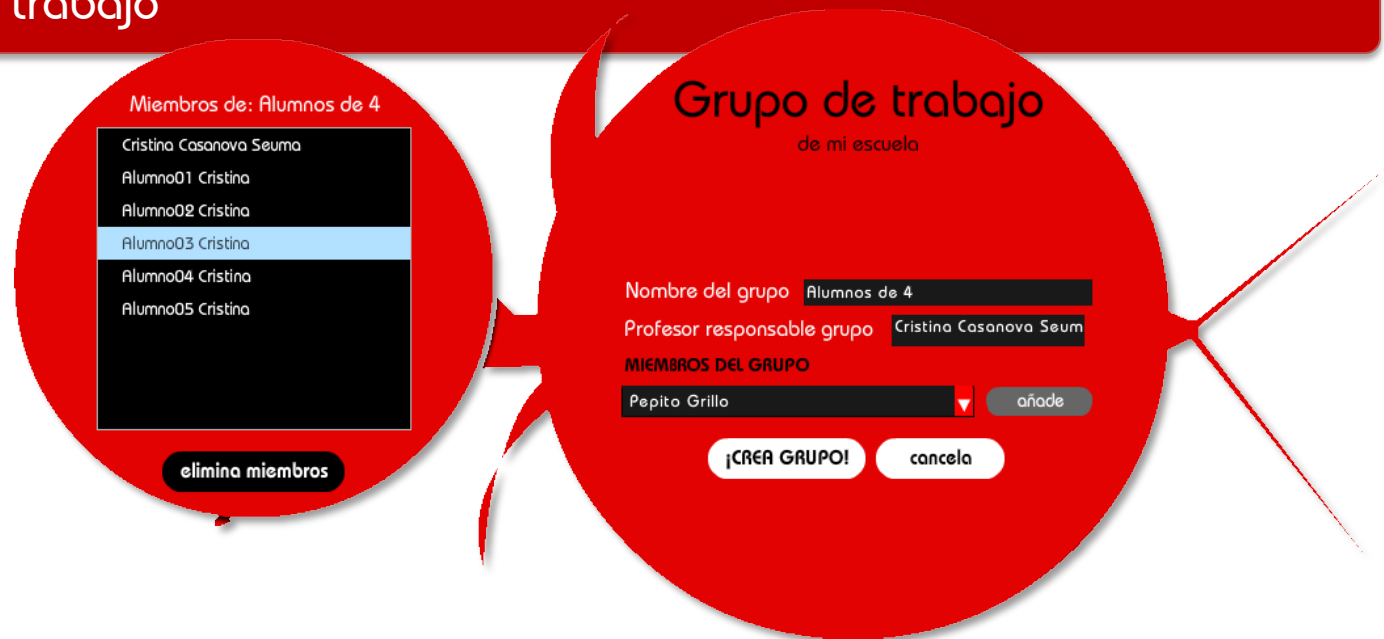 trabajo
Miembros de: Alumnos de 4
Cristina Casanova Seuma
Alumno01 Cristina
Alumno02 Cristina
Alumno03 Cristina
Alumno04 Cristina
Alumno05 Cristina
elimina miembros
Grupo de trabajo
de mi escuela
Nombre del grupo Alumnos de 4
Profesor responsable grupo Cristina Casanova Seum
MIEMBROS DEL GRUPO
Pepito Grillo añade
¡CREA GRUPO! cancela